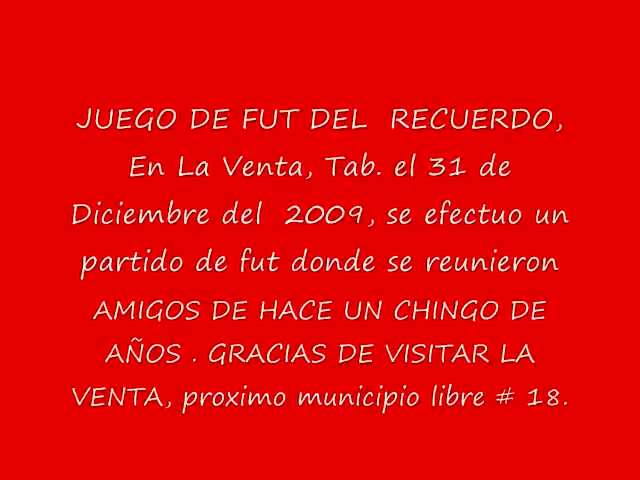 JUEGO DE FUT DEL  RECUERDO,
En La Venta, Tab. el 31 de
Diciembre del  2009, se efectuo un
partido de fut donde se reunieron
AMIGOS DE HACE UN CHINGO DE
AÑOS . GRACIAS DE VISITAR LA
VENTA, proximo municipio libre # 18.